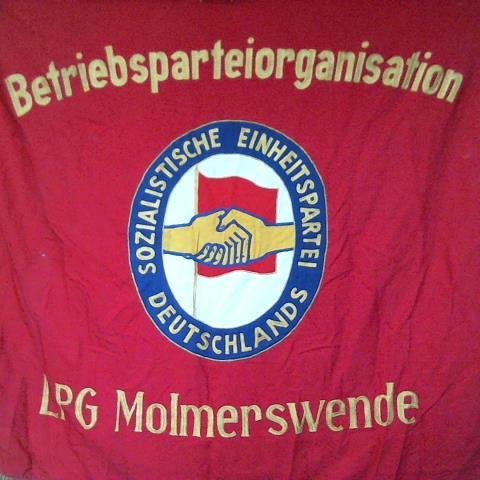 Betriebsparteiorganisation
SOZIALISTISCHE EINHEITSPARTEI
DEUTSCHLANDS
LPG Molmerswende